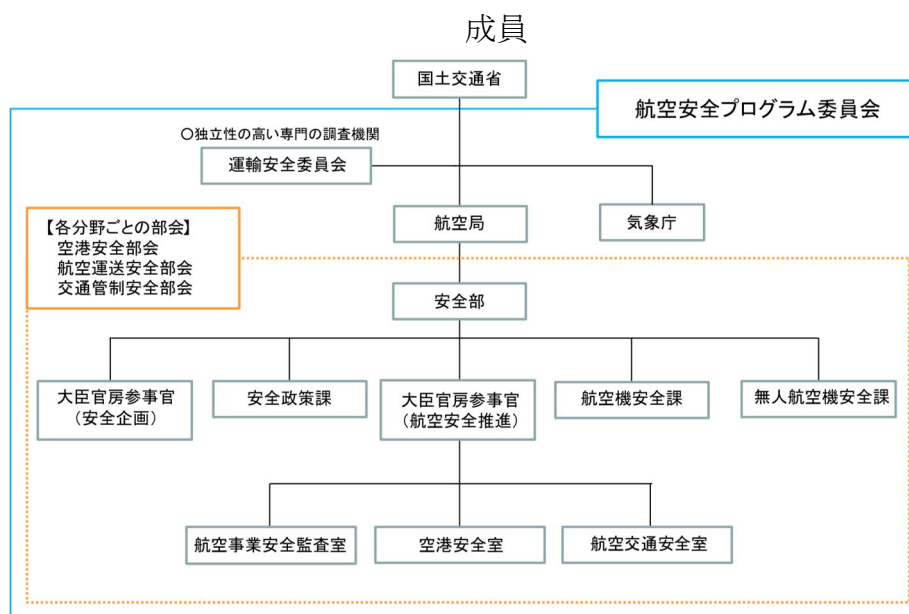 成員
国土交通省
航空安全プログラム委員会
〇独立性の高い専門の調査機関
運輸安全委員会
航空局
気象庁
【各分野ごとの部会】
空港安全部会
航空運送安全部会
交通管制安全部会
安全部
大臣官房参事官
（安全企画）
安全政策課
大臣官房参事官
（航空安全推進）
航空機安全課
無人航空機安全課
航空事業安全監査室
空港安全室
航空交通安全室